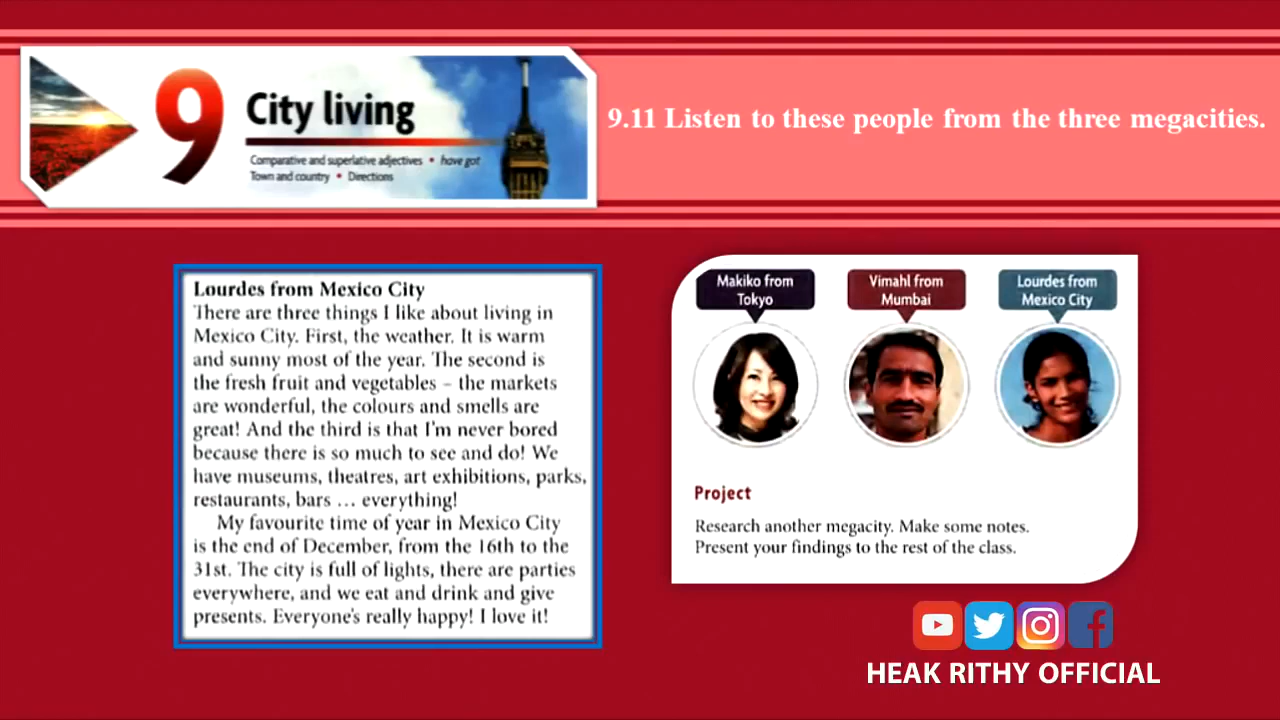 9
City living
Comparative and superlative adjectives • have got
Town and country • Directions
9.11 Listen to these people from the three megacities.
Lourdes from Mexico City
There are three things I like about living in
Mexico City. First, the weather. It is warm
and sunny most of the year. The second is
the fresh fruit and vegetables – the markets
are wonderful, the colours and smells are
great! And the third is that I'm never bored
because there is so much to see and do! We
have museums, theatres, art exhibitions, parks,
restaurants, bars … everything!
My favourite time of year in Mexico City
is the end of December, from the 16th to the
31st. The city is full of lights, there are parties
everywhere, and we eat and drink and give
presents. Everyone's really happy! I love it!
Makiko from
Tokyo
Vimahl from
Mumbai
Lourdes from
Mexico City
Project
Research another megacity. Make some notes.
Present your findings to the rest of the class.
HEAK RITHY OFFICIAL